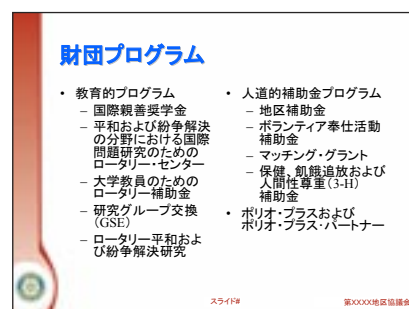 財団プログラム
• 教育的プログラム
– 国際親善奨学金
– 平和および紛争解決
の分野における国際
問題研究のための
ロータリー・センター
– 大学教員のための
ロータリー補助金
– 研究グループ交換
(GSE)
– ロータリー平和およ
び紛争解決研究
• 人道的補助金プログラム
– 地区補助金
– ボランティア奉仕活動
補助金
– マッチング・グラント
– 保健、飢餓追放および
人間性尊重(3-H)
補助金
• ポリオ・プラスおよび
ポリオ・プラス・パートナー
スライド#
第XXXX地区協議会